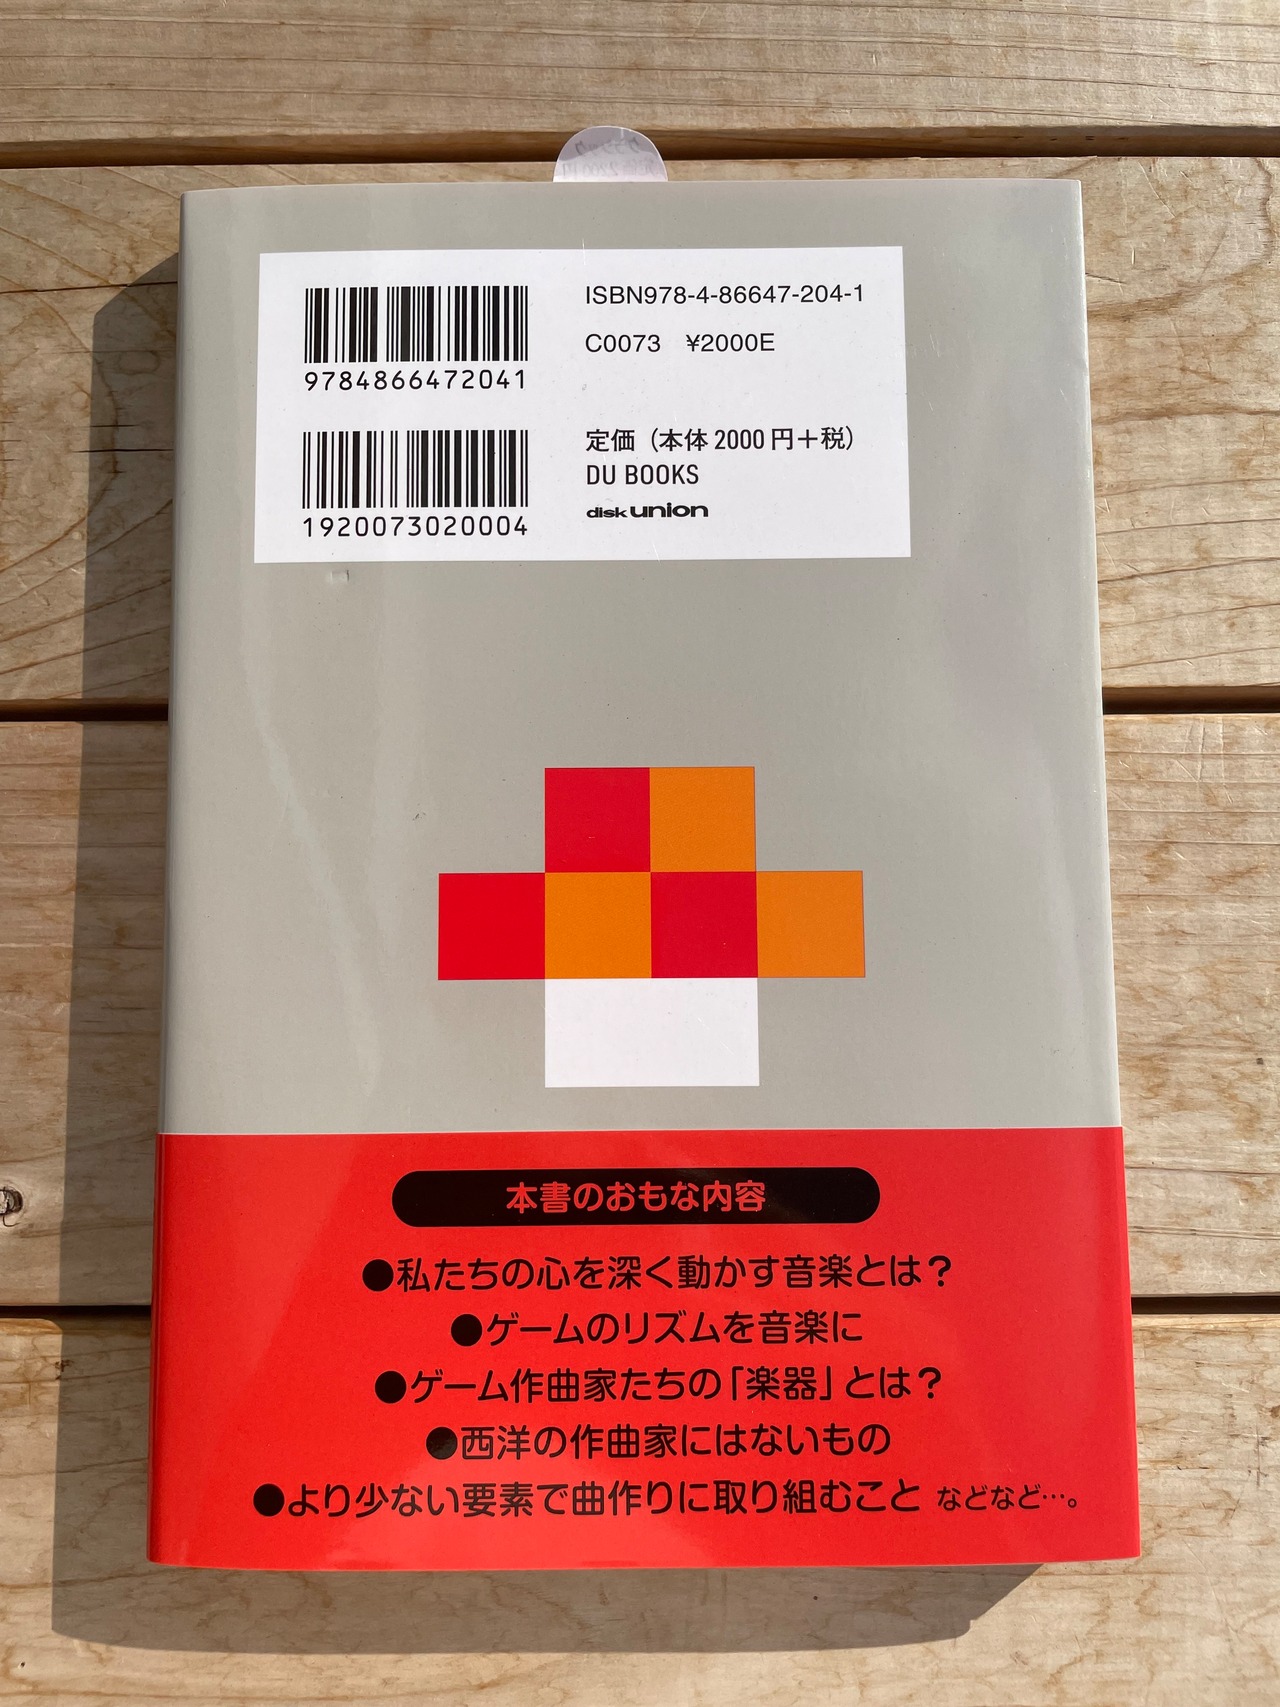 クラシック
ISBN978-4-86647-204-1
C0073 ¥2000E
9784866472041
定価（本体2000円＋税）
DU BOOKS
disk union
1920073020004
本書のおもな内容
●私たちの心を深く動かす音楽とは？
●ゲームのリズムを音楽に
●ゲーム作曲家たちの「楽器」とは？
●西洋の作曲家にはないもの
●より少ない要素で曲作りに取り組むこと などなど…。